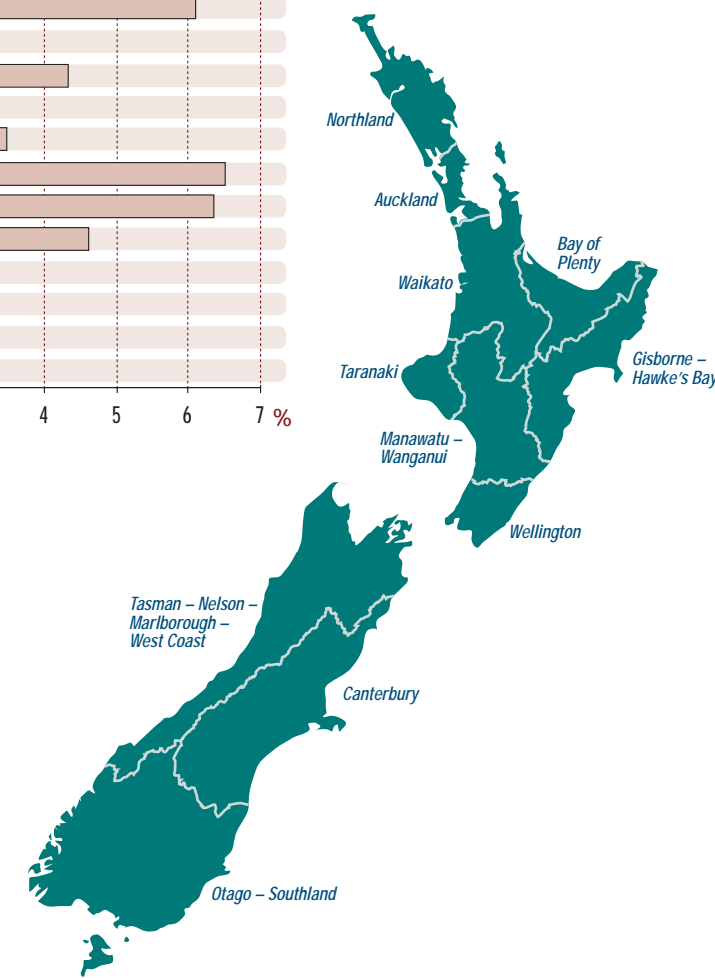 Northland
Auckland
Bay of
Plenty
Waikato
Gisborne –
Hawke's Bay
Taranaki
4 5 6 7 %
Manawatu –
Wanganui
Wellington
Tasman – Nelson –
Marlborough –
West Coast
Canterbury
Otago – Southland